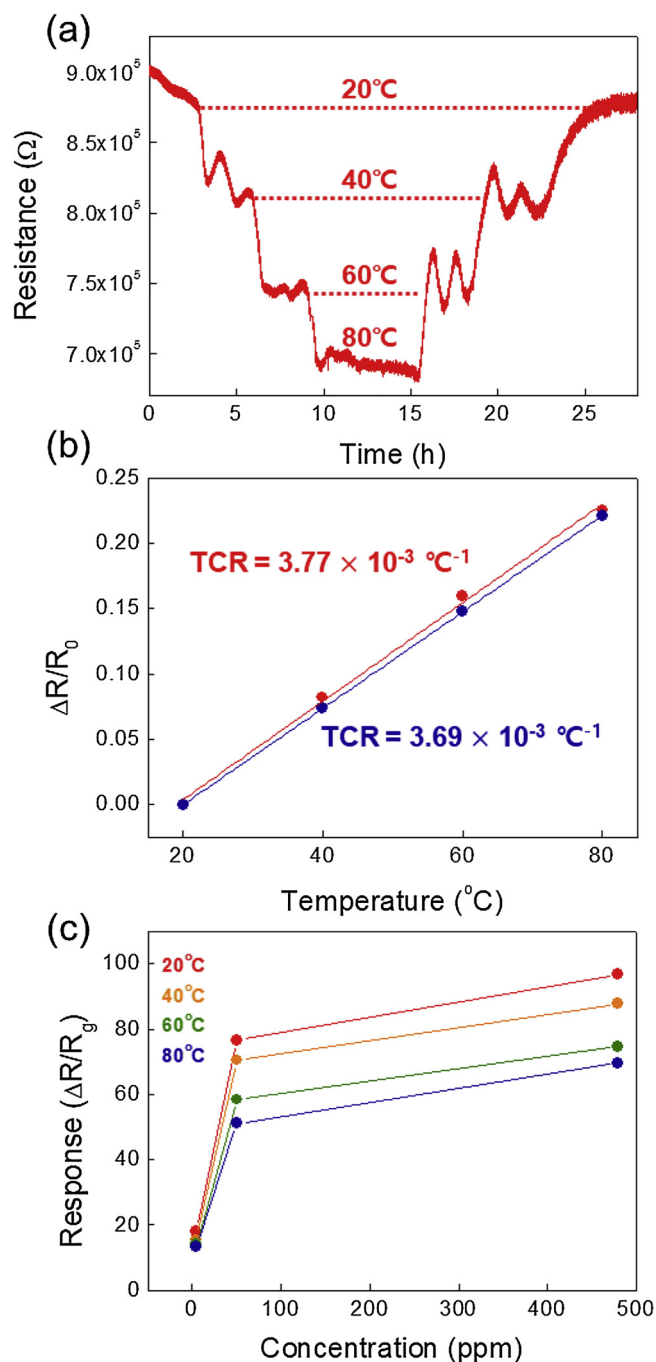 (a)
9.0x10⁵
8.5x10⁵
8.0x10⁵
7.5x10⁵
7.0x10⁵
Resistance (Ω)
20℃
40℃
60℃
80℃
0 5 10 15 20 25
Time (h)
(b)
0.25
0.20
0.15
0.10
0.05
0.00
ΔR/R₀
TCR = 3.77 × 10⁻³ ℃⁻¹
TCR = 3.69 × 10⁻³ ℃⁻¹
20 40 60 80
Temperature (°C)
(c)
100
80
60
40
20
0
Response (ΔR/R_g)
20°C
40°C
60°C
80°C
0 100 200 300 400 500
Concentration (ppm)